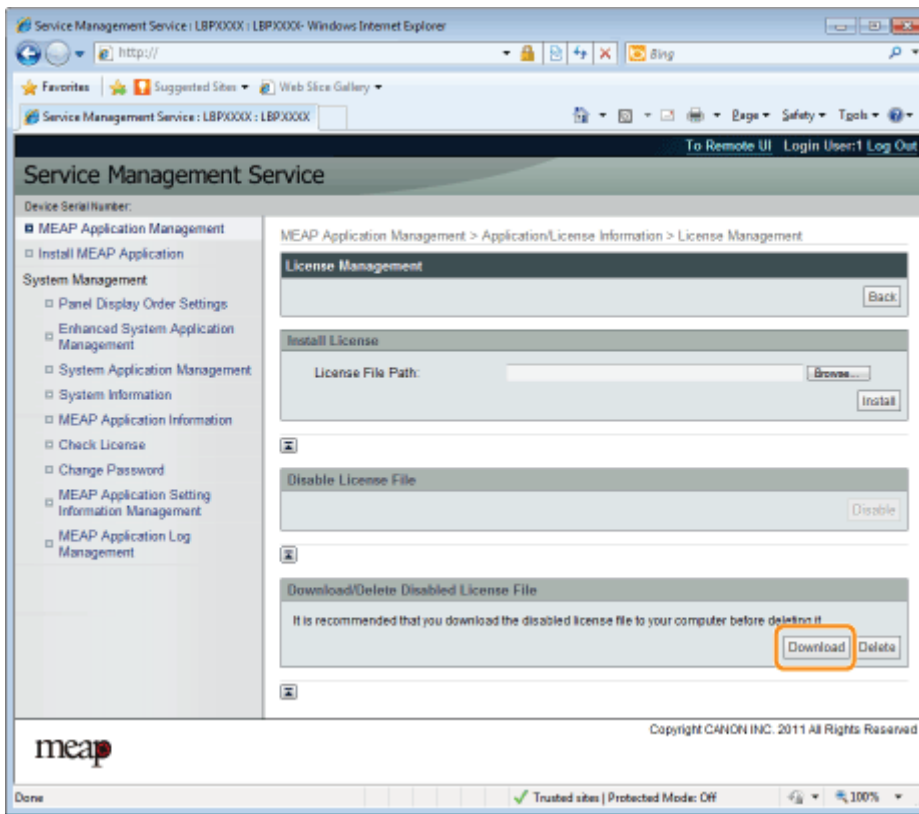 Service Management Service : LBPXXXX : LBPXXXX- Windows Internet Explorer
http://
Bing
Favorites
Suggested Sites
Web Slice Gallery
Service Management Service : LBPXXXX : LBPXXXX
Page
Safety
Tools
To Remote UI Login User:1 Log Out
Service Management Service
Device Serial Number:
MEAP Application Management
Install MEAP Application
System Management
Panel Display Order Settings
Enhanced System Application
Management
System Application Management
System Information
MEAP Application Information
Check License
Change Password
MEAP Application Setting
Information Management
MEAP Application Log
Management
MEAP Application Management > Application/License Information > License Management
License Management
Back
Install License
License File Path:
Browse...
Install
Disable License File
Disable
Download/Delete Disabled License File
It is recommended that you download the disabled license file to your computer before deleting it.
Download
Delete
Copyright CANON INC. 2011 All Rights Reserved
meap
Done
Trusted sites | Protected Mode: Off
100%